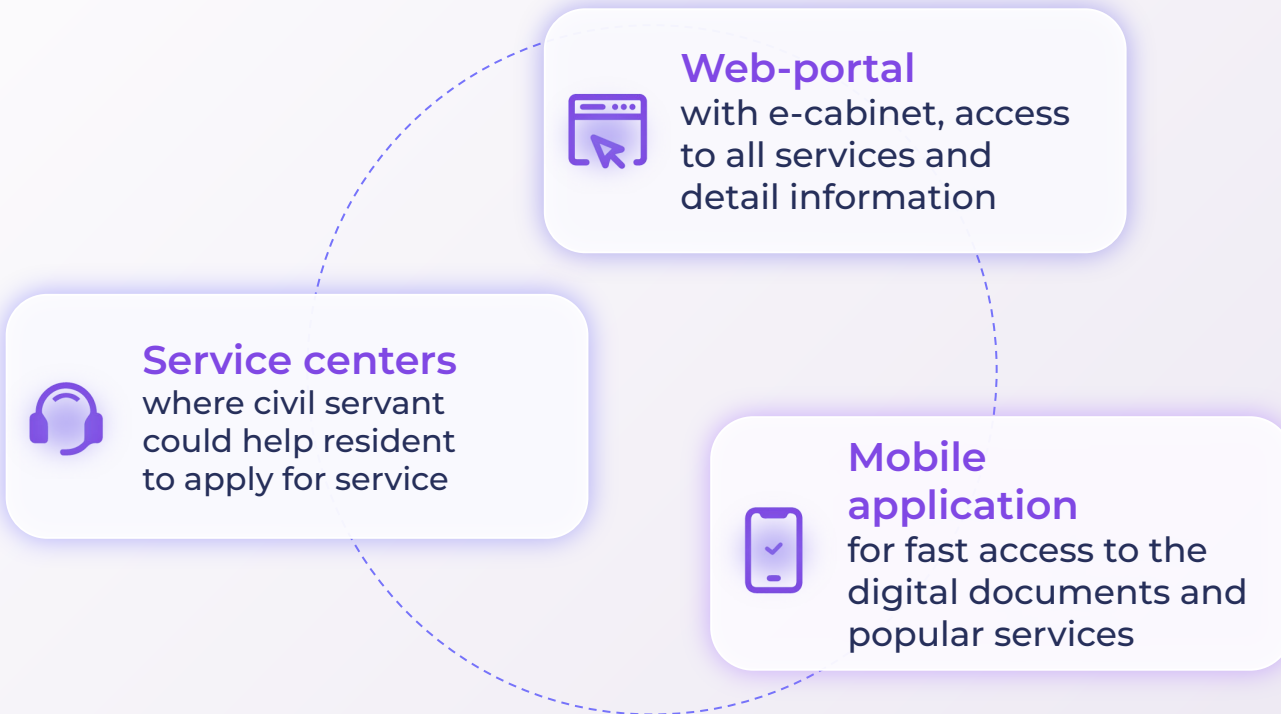 Web-portal
with e-cabinet, access
to all services and
detail information
Service centers
where civil servant
could help resident
to apply for service
Mobile
application
for fast access to the
digital documents and
popular services